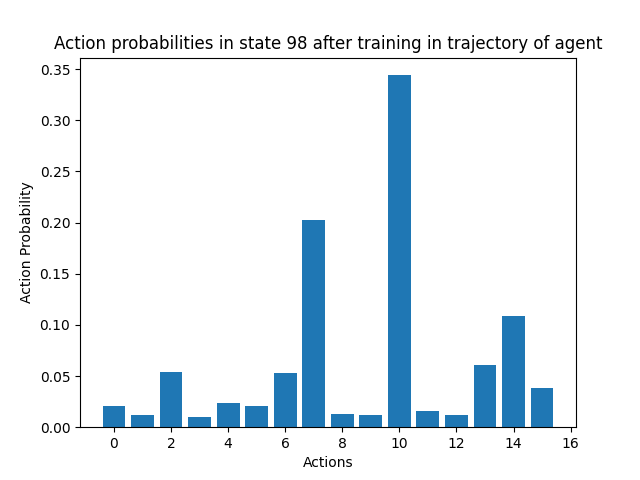 Action probabilities in state 98 after training in trajectory of agent
0.35
0.30
0.25
0.20
0.15
0.10
0.05
0.00
Action Probability
0 2 4 6 8 10 12 14 16
Actions